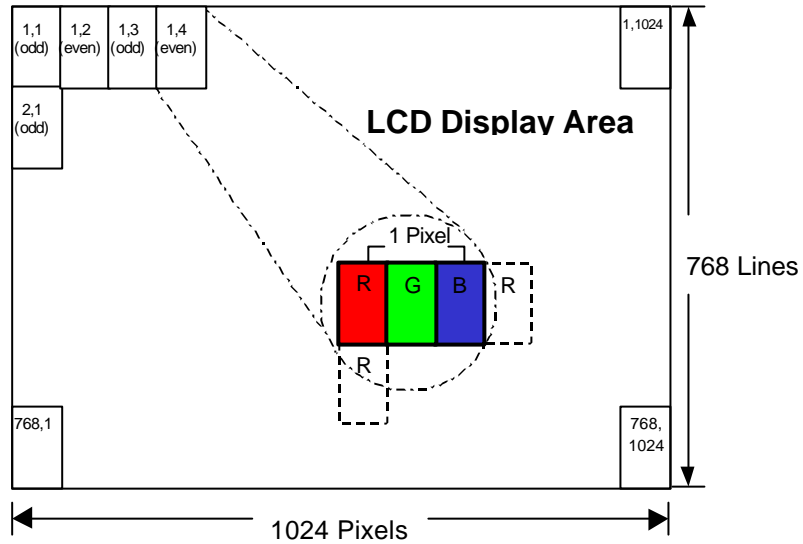 1,1
(odd)
1,2
(even)
1,3
(odd)
1,4
(even)
1,1024
2,1
(odd)
LCD Display Area
1 Pixel
R
G
B
R
R
768 Lines
768,1
768,
1024
1024 Pixels